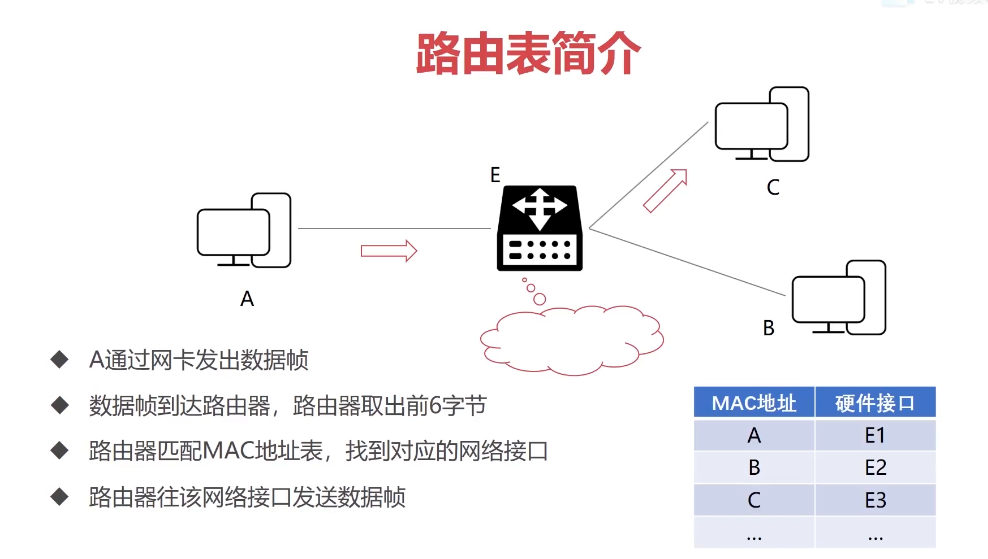 路由表简介
E
C
A
B
◆ A通过网卡发出数据帧
◆ 数据帧到达路由器，路由器取出前6字节
◆ 路由器匹配MAC地址表，找到对应的网络接口
◆ 路由器往该网络接口发送数据帧
MAC地址 硬件接口
A E1
B E2
C E3
... ...